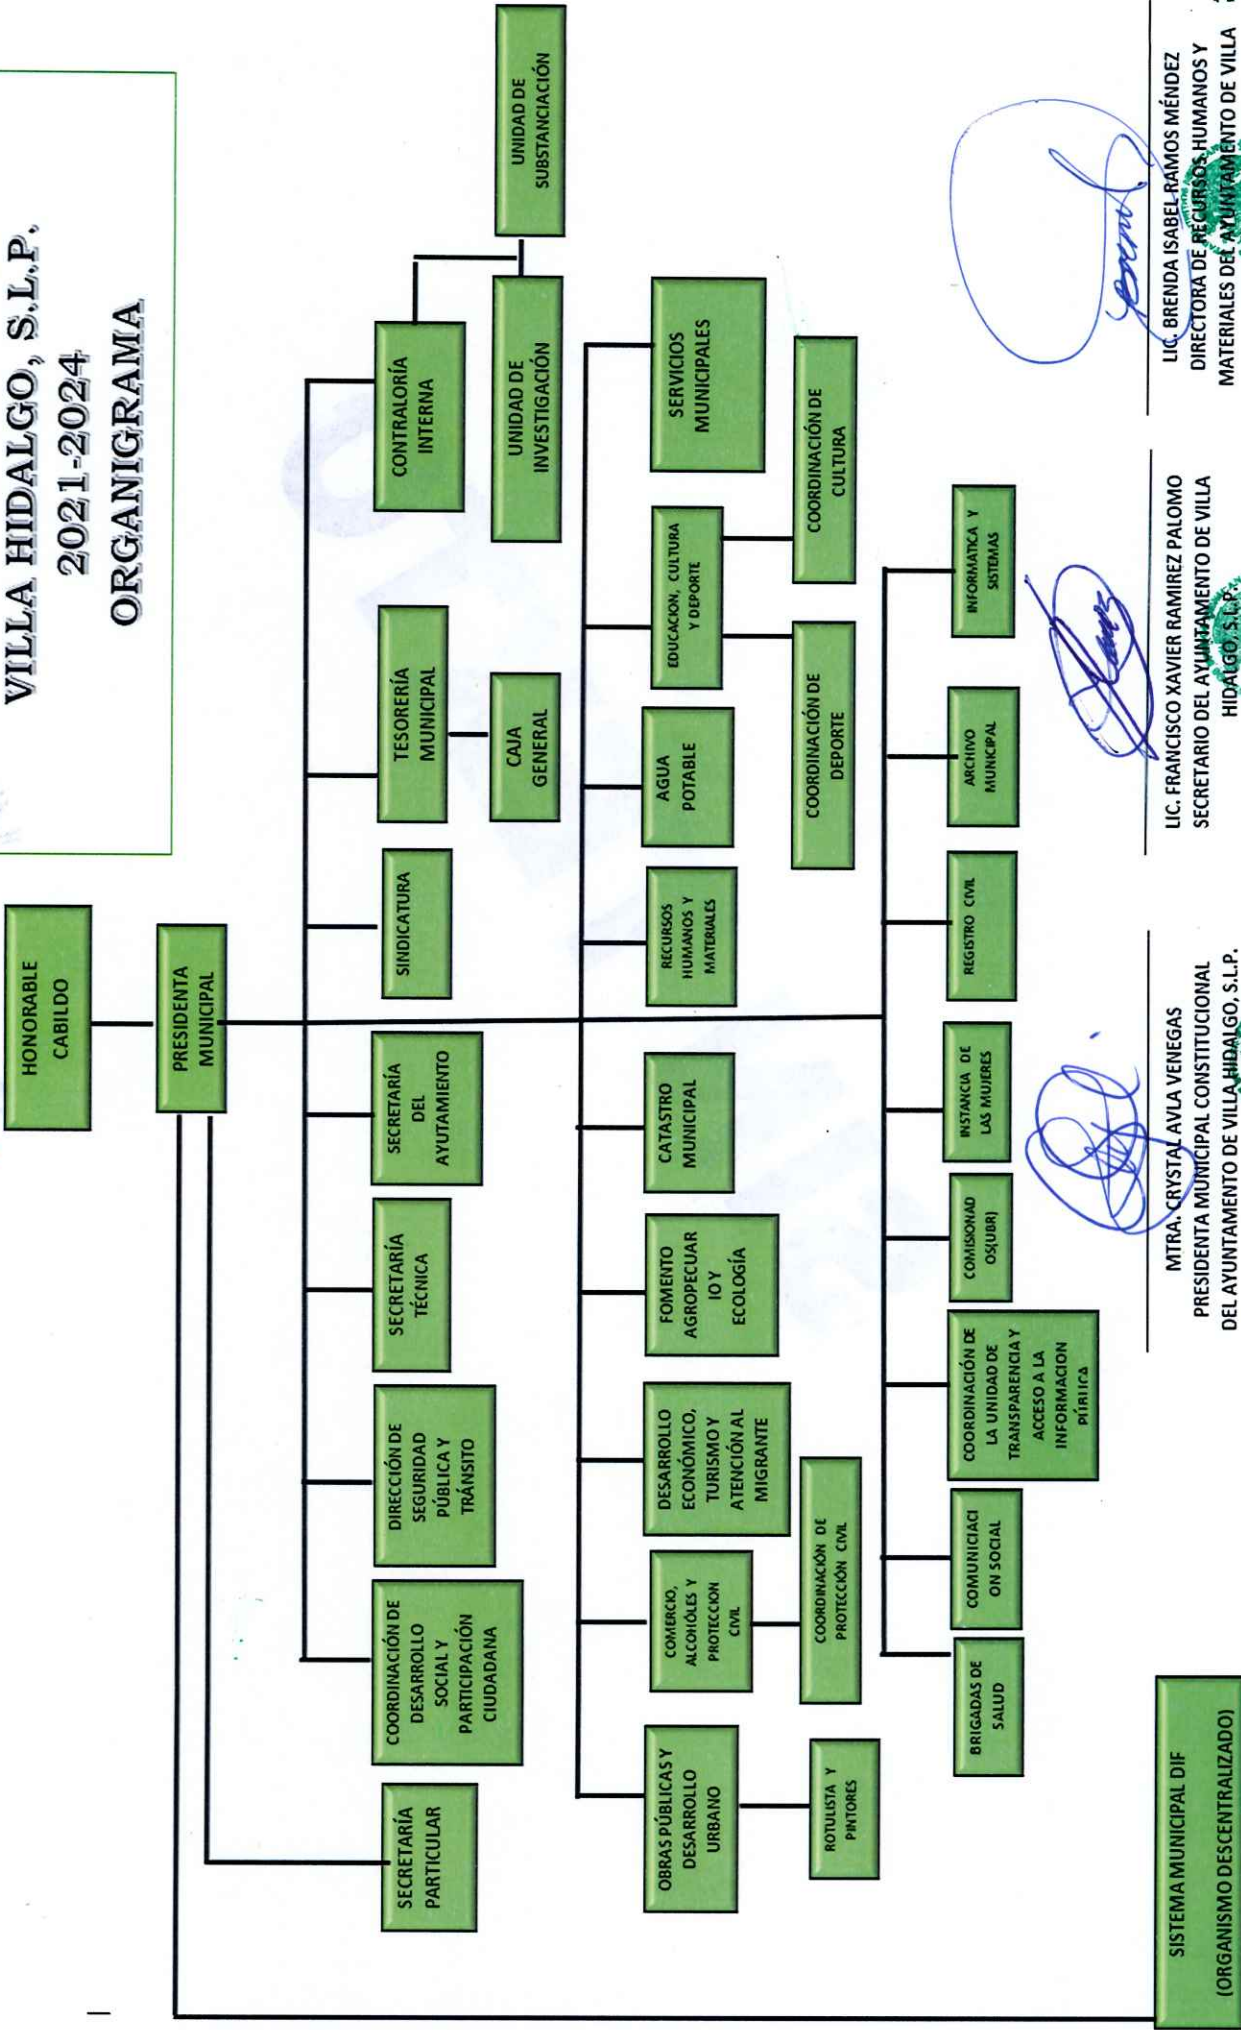 VILLA HIDALGO, S.L.P.
2021-2024
ORGANIGRAMA
HONORABLE
CABILDO
PRESIDENTA
MUNICIPAL
SECRETARÍA
PARTICULAR
COORDINACIÓN DE
DESARROLLO
SOCIAL Y
PARTICIPACIÓN
CIUDADANA
DIRECCIÓN DE
SEGURIDAD
PÚBLICA Y
TRÁNSITO
SECRETARÍA
TÉCNICA
SECRETARÍA
DEL
AYUTAMIENTO
SINDICATURA
TESORERÍA
MUNICIPAL
CAJA
GENERAL
CONTRALORÍA
INTERNA
UNIDAD DE
INVESTIGACIÓN
UNIDAD DE
SUBSTANCIACIÓN
OBRAS PÚBLICAS Y
DESARROLLO
URBANO
ROTULISTA Y
PINTORES
COMERCIO,
ALCOHÓLES Y
PROTECCION
CIVIL
COORDINACIÓN DE
PROTECCIÓN CIVIL
DESARROLLO
ECONÓMICO,
TURISMO Y
ATENCIÓN AL
MIGRANTE
FOMENTO
AGROPECUAR
IO Y
ECOLOGÍA
CATASTRO
MUNICIPAL
RECURSOS
HUMANOS Y
MATERIALES
AGUA
POTABLE
EDUCACION, CULTURA
Y DEPORTE
COORDINACIÓN DE
DEPORTE
COORDINACIÓN DE
CULTURA
SERVICIOS
MUNICIPALES
BRIGADAS DE
SALUD
COMUNICIACI
ON SOCIAL
COORDINACIÓN DE
LA UNIDAD DE
TRANSPARENCIA Y
ACCESO A LA
INFORMACION
PÚBLICA
COMISIONAD
OS(UBR)
INSTANCIA DE
LAS MUJERES
REGISTRO CIVIL
ARCHIVO
MUNICIPAL
INFORMATICA Y
SISTEMAS
SISTEMA MUNICIPAL DIF
(ORGANISMO DESCENTRALIZADO)
MTRA. CRYSTAL AVLA VENEGAS
PRESIDENTA MUNICIPAL CONSTITUCIONAL
DEL AYUNTAMIENTO DE VILLA HIDALGO, S.L.P.
LIC. FRANCISCO XAVIER RAMIREZ PALOMO
SECRETARIO DEL AYUNTAMIENTO DE VILLA
HIDALGO, S.L.P.
LIC. BRENDA ISABEL RAMOS MÉNDEZ
DIRECTORA DE RECURSOS HUMANOS Y
MATERIALES DEL AYUNTAMIENTO DE VILLA